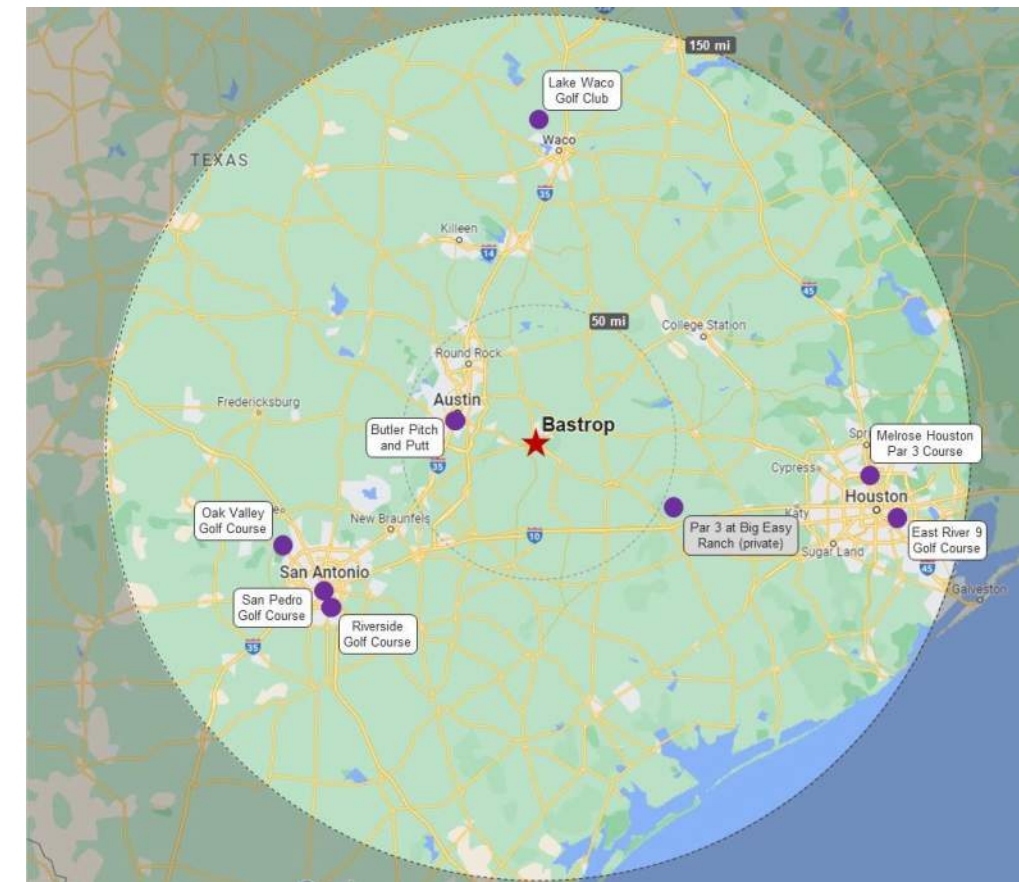 150 mi
Lake Waco
Golf Club
Waco
TEXAS
35
Killeen
14
45
50 mi
College Station
Round Rock
Fredericksburg
Austin
Bastrop
Butler Pitch
and Putt
35
Melrose Houston
Par 3 Course
Cypress
Houston
Oak Valley
Golf Course
New Braunfels
Katy
Par 3 at Big Easy
Ranch (private)
10
East River 9
Golf Course
Sugar Land
45
San Antonio
Galveston
San Pedro
Golf Course
Riverside
Golf Course
35